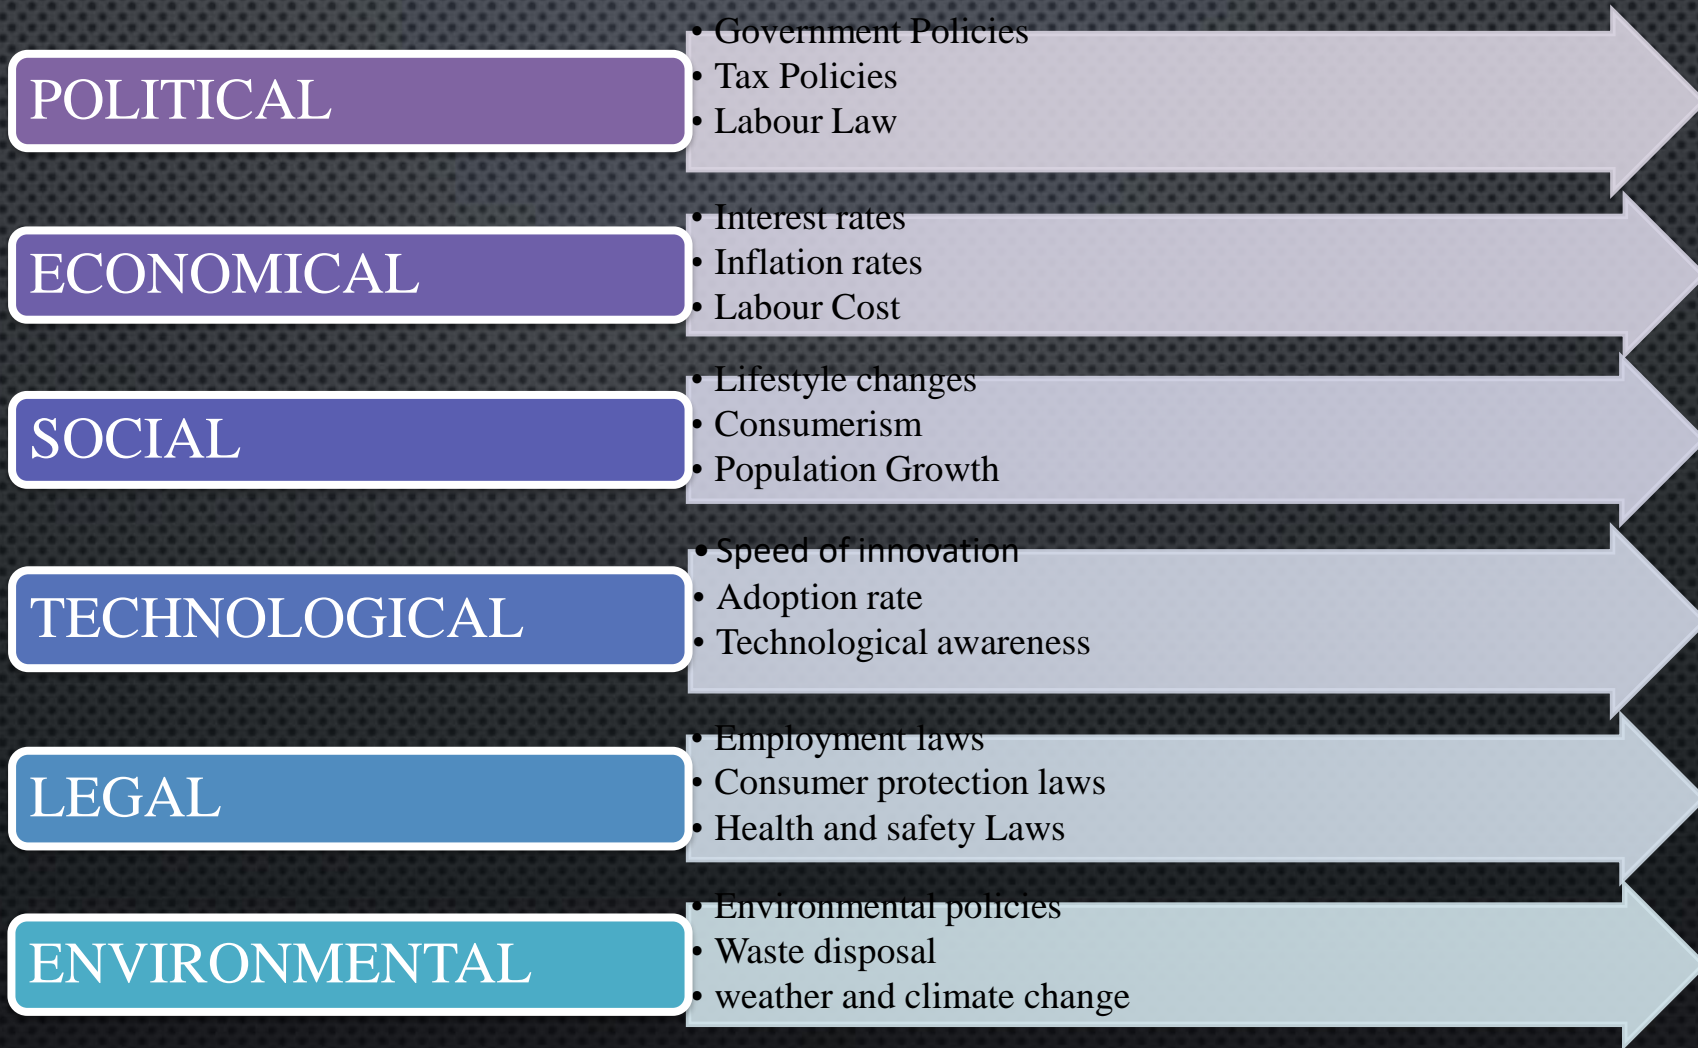 POLITICAL
• Government Policies
• Tax Policies
• Labour Law
ECONOMICAL
• Interest rates
• Inflation rates
• Labour Cost
SOCIAL
• Lifestyle changes
• Consumerism
• Population Growth
TECHNOLOGICAL
• Speed of innovation
• Adoption rate
• Technological awareness
LEGAL
• Employment laws
• Consumer protection laws
• Health and safety Laws
ENVIRONMENTAL
• Environmental policies
• Waste disposal
• weather and climate change